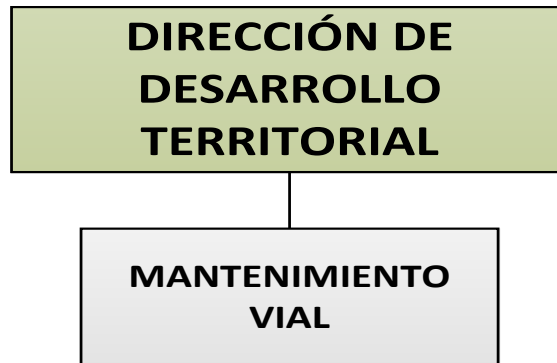 DIRECCIÓN DE
DESARROLLO
TERRITORIAL
MANTENIMIENTO
VIAL